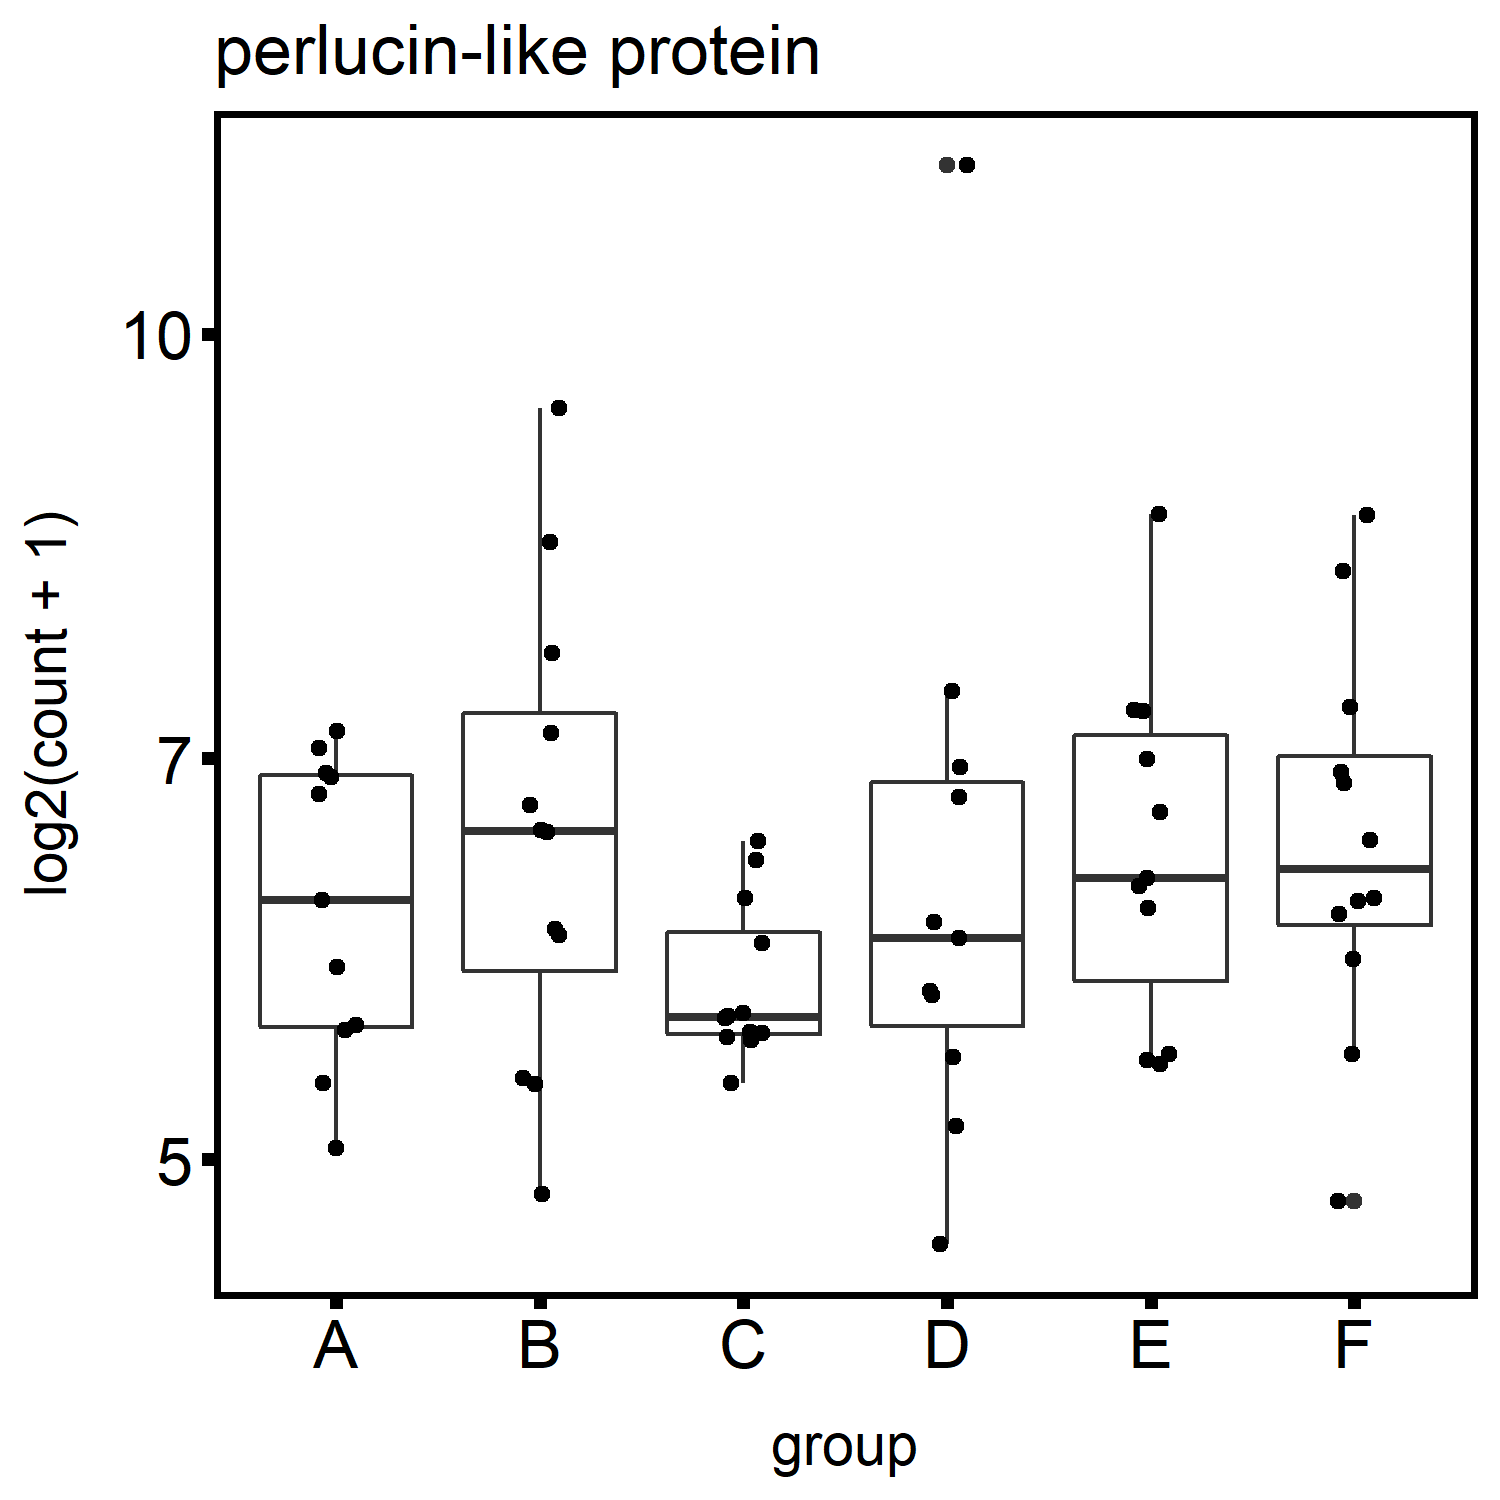 perlucin-like protein
log2(count + 1)
10
7
5
A B C D E F
group